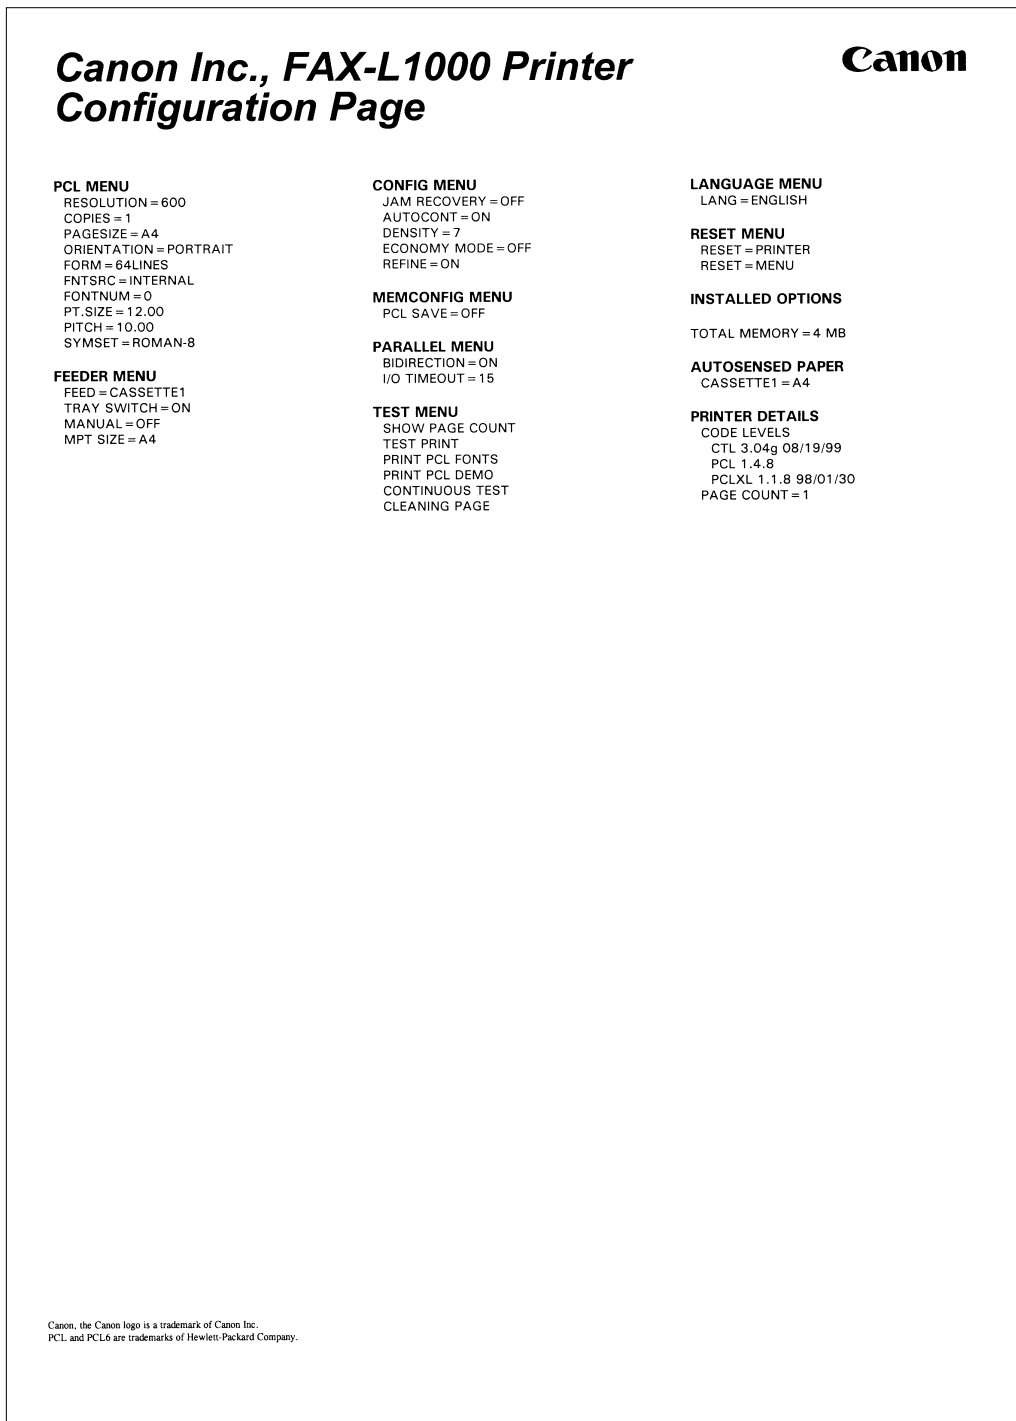 Canon Inc., FAX-L1000 Printer
Configuration Page
Canon
PCL MENU
RESOLUTION=600
COPIES=1
PAGESIZE=A4
ORIENTATION=PORTRAIT
FORM=64LINES
FNTSRC=INTERNAL
FONTNUM=0
PT.SIZE=12.00
PITCH=10.00
SYMSET=ROMAN-8
FEEDER MENU
FEED=CASSETTE1
TRAY SWITCH=ON
MANUAL=OFF
MPT SIZE=A4
CONFIG MENU
JAM RECOVERY=OFF
AUTOCONT=ON
DENSITY=7
ECONOMY MODE=OFF
REFINE=ON
MEMCONFIG MENU
PCL SAVE=OFF
PARALLEL MENU
BIDIRECTION=ON
I/O TIMEOUT=15
TEST MENU
SHOW PAGE COUNT
TEST PRINT
PRINT PCL FONTS
PRINT PCL DEMO
CONTINUOUS TEST
CLEANING PAGE
LANGUAGE MENU
LANG=ENGLISH
RESET MENU
RESET=PRINTER
RESET=MENU
INSTALLED OPTIONS
TOTAL MEMORY=4 MB
AUTOSENSED PAPER
CASSETTE1=A4
PRINTER DETAILS
CODE LEVELS
CTL 3.04g 08/19/99
PCL 1.4.8
PCLXL 1.1.8 98/01/30
PAGE COUNT=1
Canon, the Canon logo is a trademark of Canon Inc.
PCL and PCL6 are trademarks of Hewlett-Packard Company.